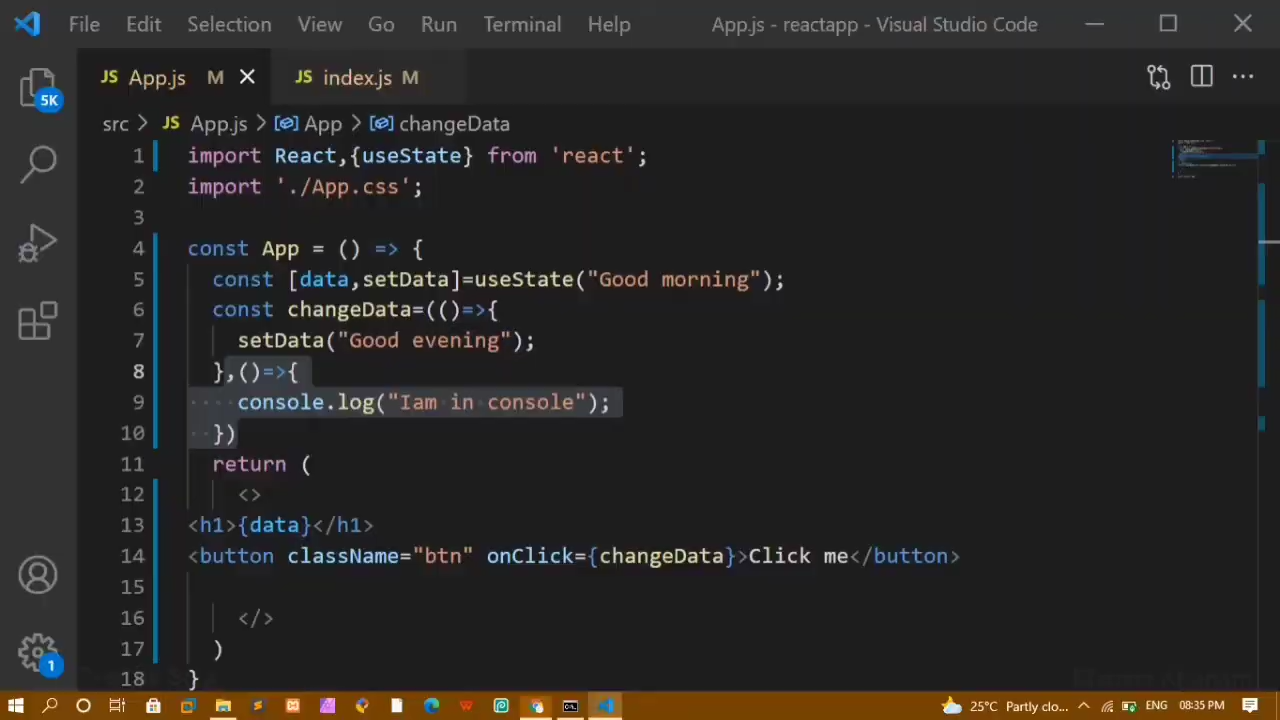 File Edit Selection View Go Run Terminal Help App.js - reactapp - Visual Studio Code
JS App.js M JS index.js M
5K
src > JS App.js > App > changeData
1 import React,{useState} from 'react';
2 import './App.css';
3
4 const App = () => {
5 const [data,setData]=useState("Good morning");
6 const changeData=(()=>{
7 setData("Good evening");
8 },()=>{
9 console.log("Iam in console");
10 })
11 return (
12 <>
13 <h1>{data}</h1>
14 <button className="btn" onClick={changeData}>Click me</button>
15
16 </>
17 )
1
18 }
25°C Partly clo... ENG 08:35 PM